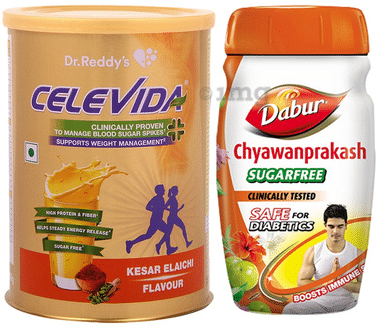 Dr.Reddy's
CELEVIDA
CLINICALLY PROVEN
TO MANAGE BLOOD SUGAR SPIKES
SUPPORTS WEIGHT MANAGEMENT
HIGH PROTEIN & FIBER
HELPS STEADY ENERGY RELEASE
SUGAR FREE
KESAR ELAICHI
FLAVOUR
1mg
Dabur
Chyawanprakash
SUGARFREE
CLINICALLY TESTED
SAFE FOR
DIABETICS
BOOSTS IMMUNE